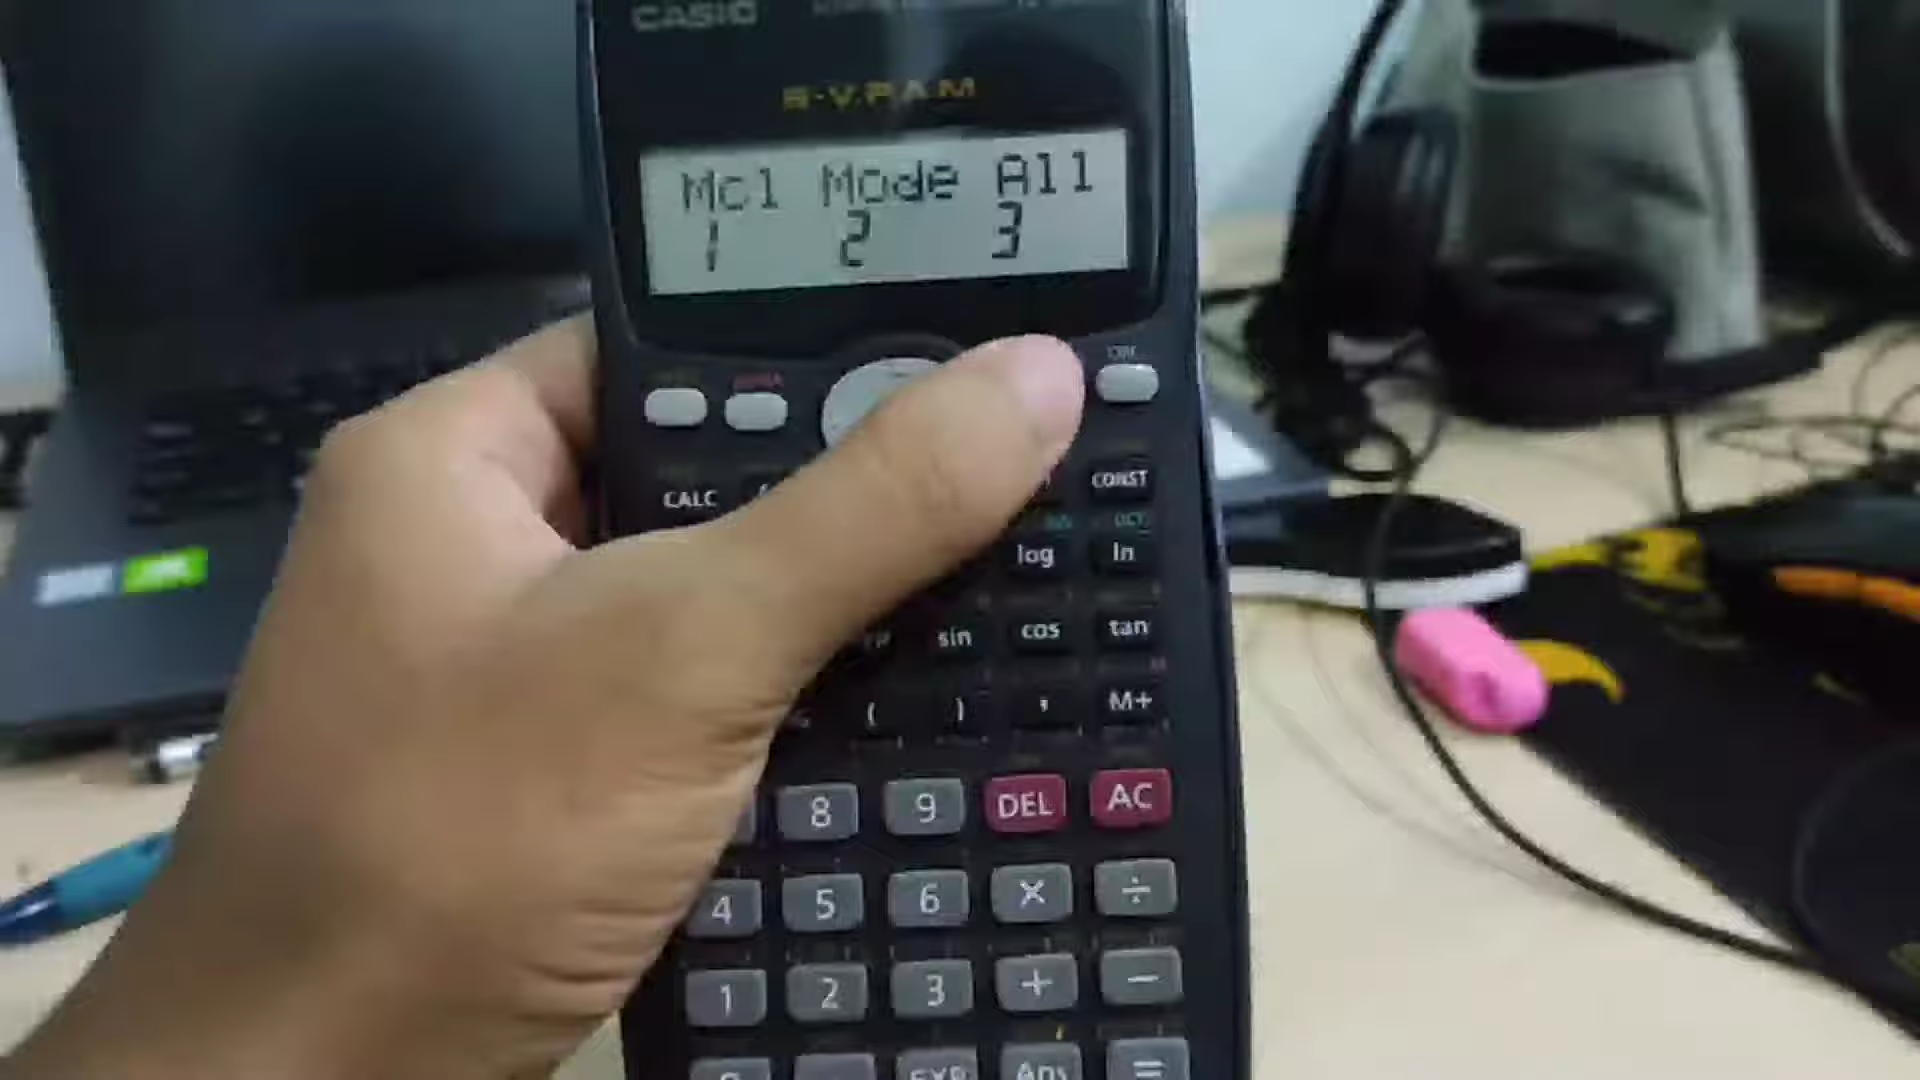 CASIO
S-V.P.A.M
Mcl Mode All
1 2 3
CALC
CONST
log ln
sin cos tan
( ) , M+
8 9 DEL AC
4 5 6 × ÷
1 2 3 + −
EXP Ans =